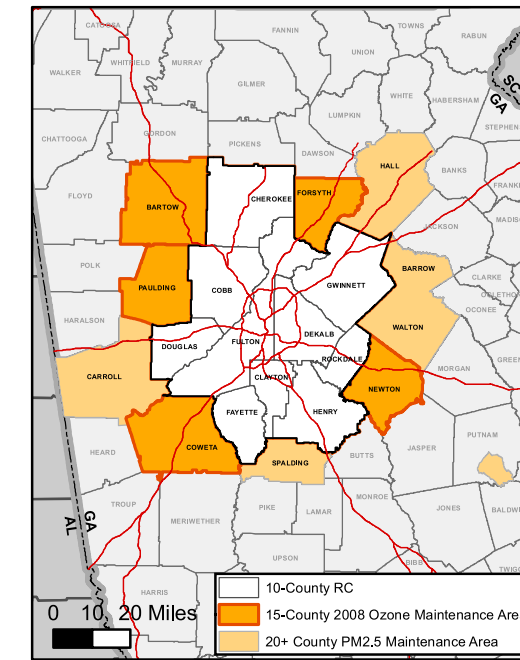 CATOOSA
FANNIN
TOWNS
RABUN
UNION
WHITFIELD
MURRAY
WALKER
GILMER
WHITE
HABERSHAM
SC
GA
LUMPKIN
STEPHENS
GORDON
CHATTOOGA
PICKENS
DAWSON
HALL
BANKS
FRANK
FLOYD
BARTOW
CHEROKEE
FORSYTH
JACKSON
MADIS
POLK
BARROW
CLARKE
PAULDING
COBB
GWINNETT
OGLETHO
OCONEE
HARALSON
WALTON
DOUGLAS
FULTON
DEKALB
ROCKDALE
GREEN
MORGAN
CARROLL
CLAYTON
NEWTON
FAYETTE
HENRY
PUTNAM
HEARD
COWETA
SPALDING
BUTTS
JASPER
TROUP
GA
AL
MERIWETHER
PIKE
LAMAR
MONROE
JONES
BALDW
UPSON
BIBB
TWIGG
HARRIS
10-County RC
15-County 2008 Ozone Maintenance Area
20+ County PM2.5 Maintenance Area
0 10 20 Miles